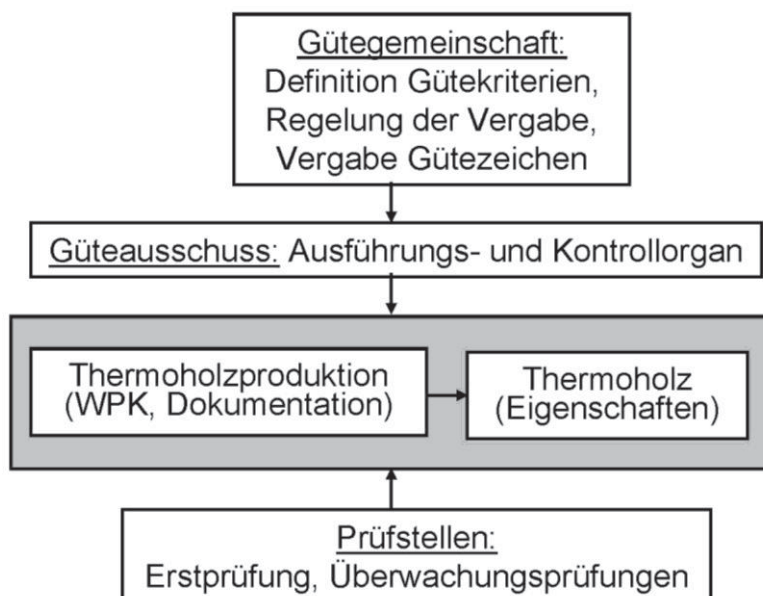 Gütegemeinschaft:
Definition Gütekriterien,
Regelung der Vergabe,
Vergabe Gütezeichen
Güteausschuss: Ausführungs- und Kontrollorgan
Thermoholzproduktion
(WPK, Dokumentation)
Thermoholz
(Eigenschaften)
Prüfstellen:
Erstprüfung, Überwachungsprüfungen